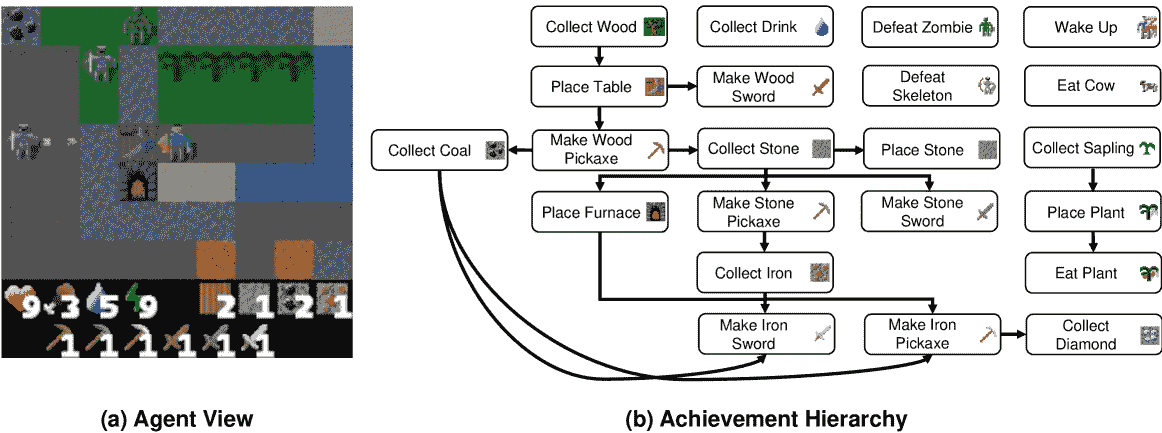 9 3 5 9 2 1 2 1
1 1 1 1 1 1
(a) Agent View
Collect Wood
Collect Drink
Defeat Zombie
Wake Up
Place Table
Make Wood
Sword
Defeat
Skeleton
Eat Cow
Collect Coal
Make Wood
Pickaxe
Collect Stone
Place Stone
Collect Sapling
Place Furnace
Make Stone
Pickaxe
Make Stone
Sword
Place Plant
Collect Iron
Eat Plant
Make Iron
Sword
Make Iron
Pickaxe
Collect
Diamond
(b) Achievement Hierarchy